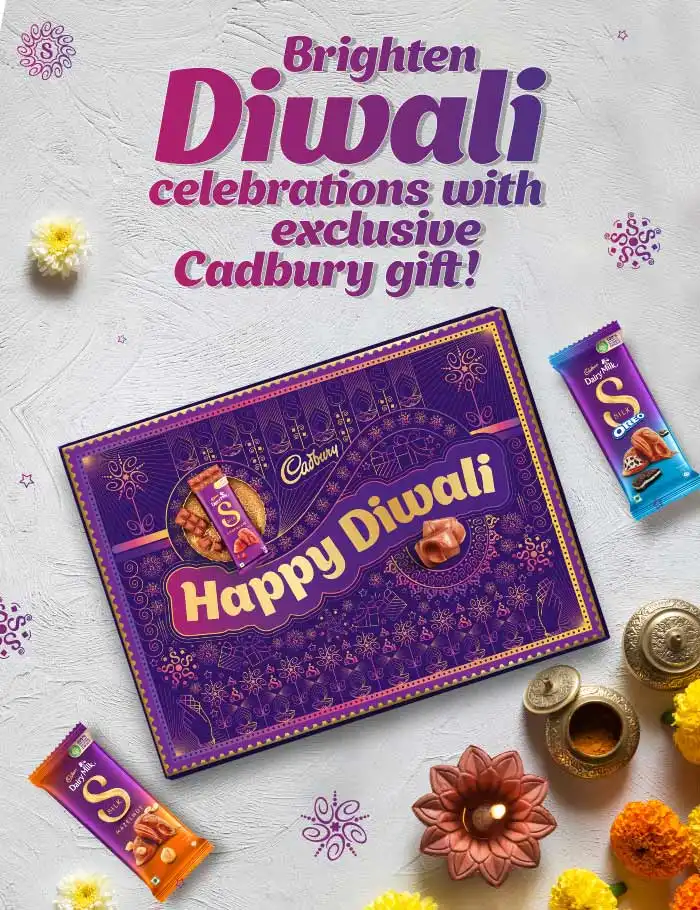 Brighten
Diwali
celebrations with
exclusive
Cadbury gift!
Cadbury
Happy Diwali
S
Cadbury
Dairy Milk
S
SILK
OREO
Cadbury
Dairy Milk
S
SILK
HAZELNUT